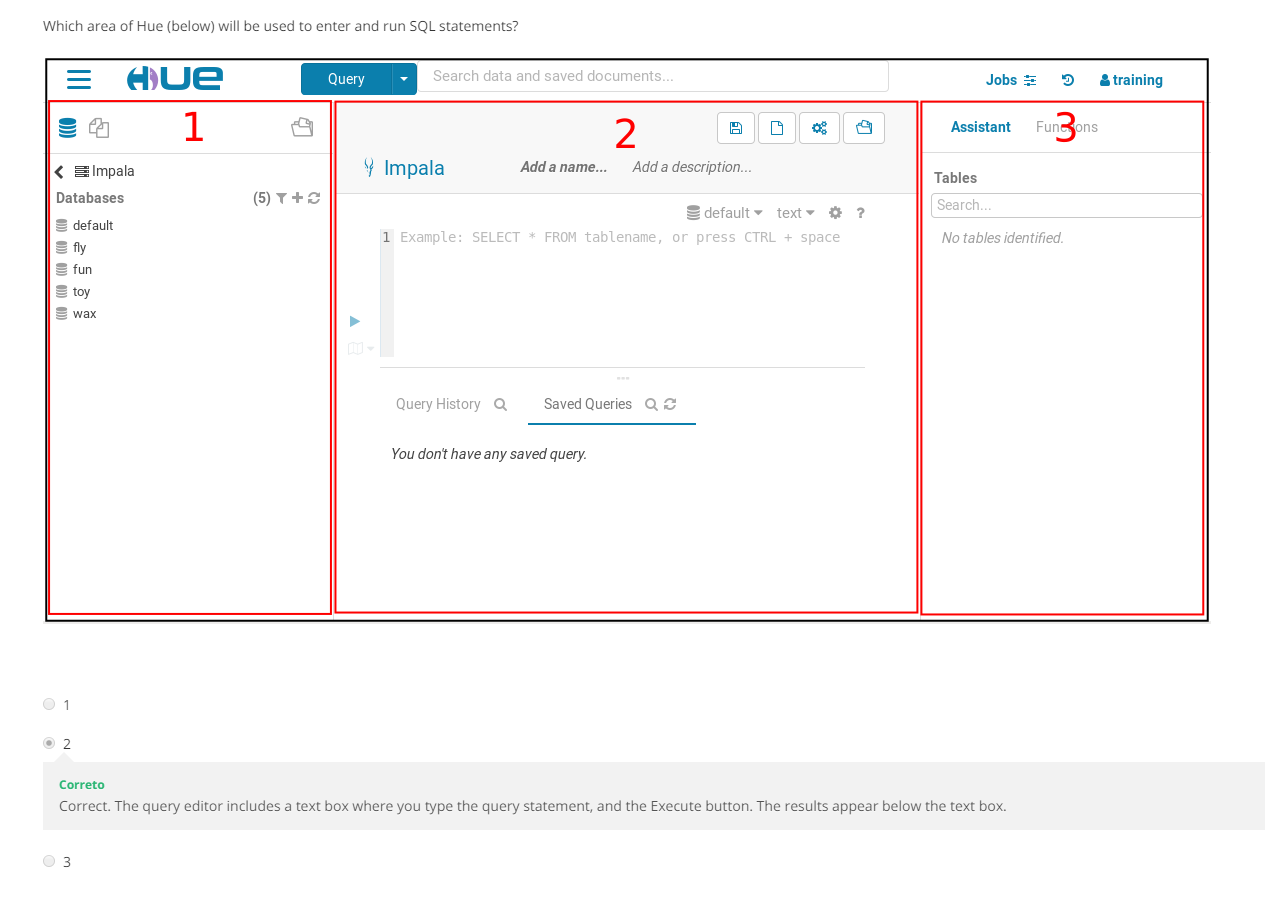 Which area of Hue (below) will be used to enter and run SQL statements?
HUE
Query
Search data and saved documents...
Jobs
training
1
2
3
Assistant
Functions
Impala
Databases
(5)
default
fly
fun
toy
wax
Impala
Add a name...
Add a description...
default
text
?
1
Example: SELECT * FROM tablename, or press CTRL + space
Query History
Saved Queries
You don't have any saved query.
Tables
Search...
No tables identified.
1
2
Correto
Correct. The query editor includes a text box where you type the query statement, and the Execute button. The results appear below the text box.
3